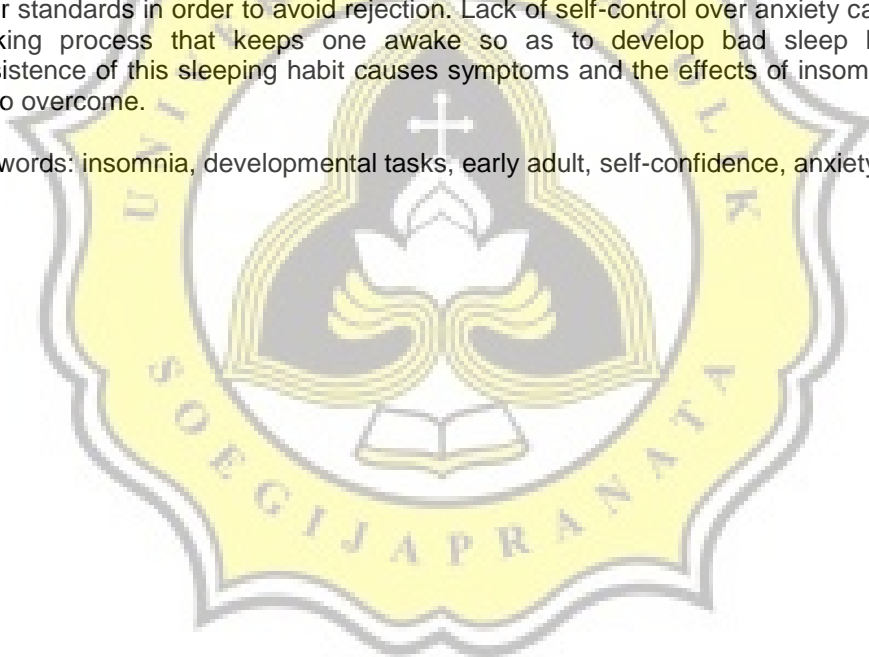 r standards in order to avoid rejection. Lack of self-control over anxiety ca
king process that keeps one awake so as to develop bad sleep
sistence of this sleeping habit causes symptoms and the effects of insom
o overcome.
words: insomnia, developmental tasks, early adult, self-confidence, anxiety
UNI
OLIK
SOEGIJAPRANATA